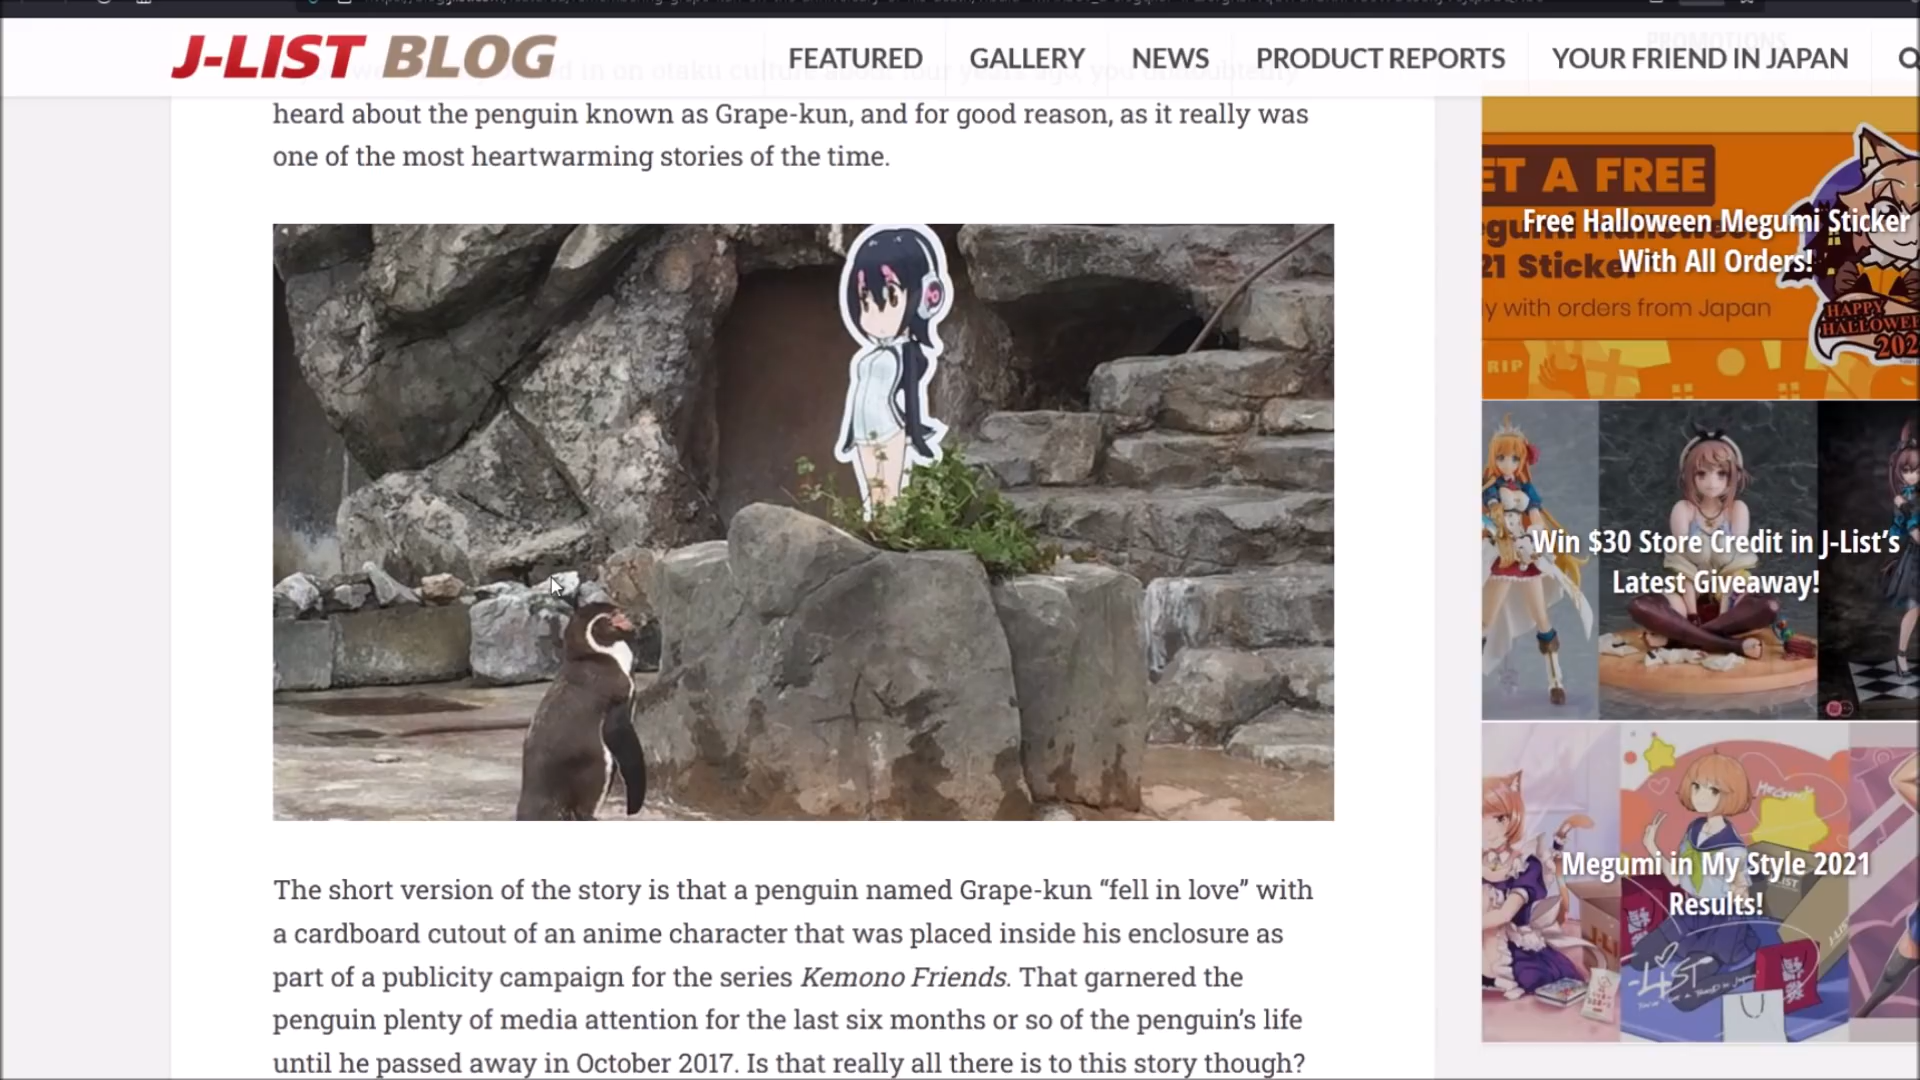 J-LIST BLOG
FEATURED
GALLERY
NEWS
PRODUCT REPORTS
YOUR FRIEND IN JAPAN
PROMOTIONS
heard about the penguin known as Grape-kun, and for good reason, as it really was
one of the most heartwarming stories of the time.
The short version of the story is that a penguin named Grape-kun “fell in love” with
a cardboard cutout of an anime character that was placed inside his enclosure as
part of a publicity campaign for the series Kemono Friends. That garnered the
penguin plenty of media attention for the last six months or so of the penguin’s life
until he passed away in October 2017. Is that really all there is to this story though?
ET A FREE
Free Halloween Megumi Sticker
With All Orders!
21 Sticke
y with orders from Japan
HAPPY
HALLOWEE
202
RIP
Win $30 Store Credit in J-List’s
Latest Giveaway!
Megumi in My Style 2021
Results!